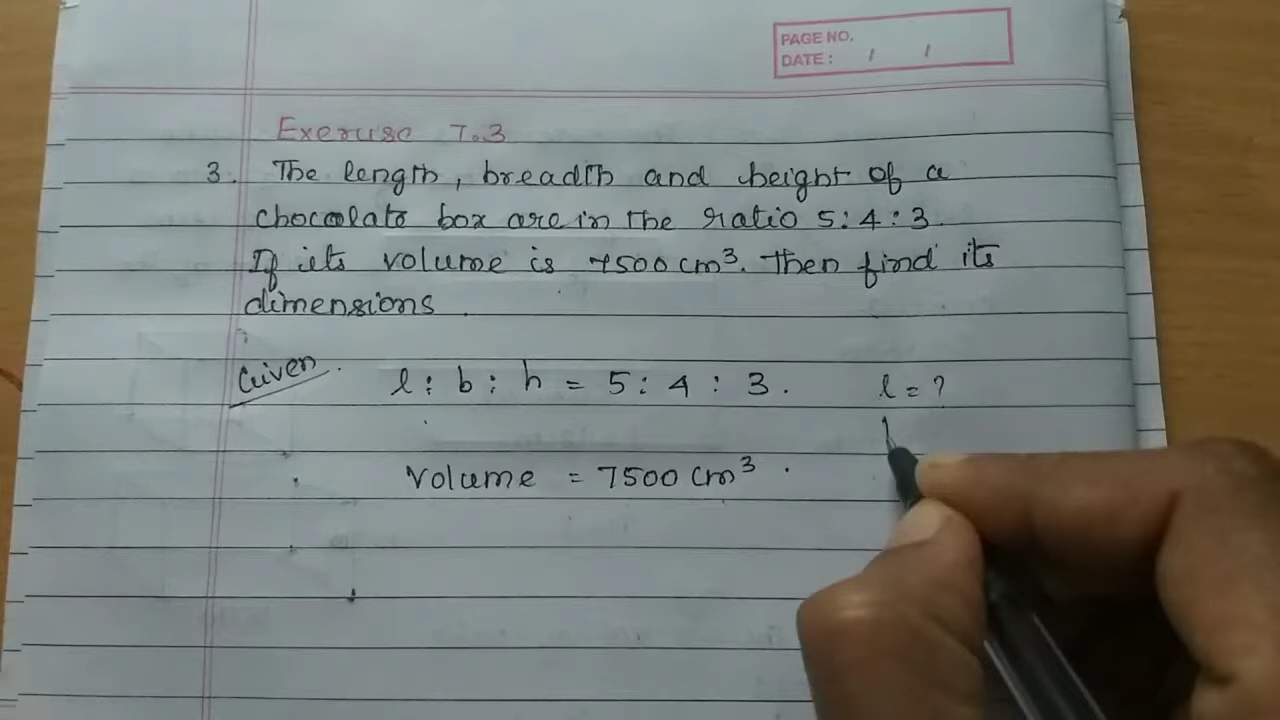 PAGE NO.
DATE : / /
Exercise 7.3
3. The length, breadth and height of a
chocolate box are in the ratio 5:4:3.
If its volume is 7500 cm³. Then find its
dimensions.
Given. l : b : h = 5 : 4 : 3. l = ?
volume = 7500 cm³.